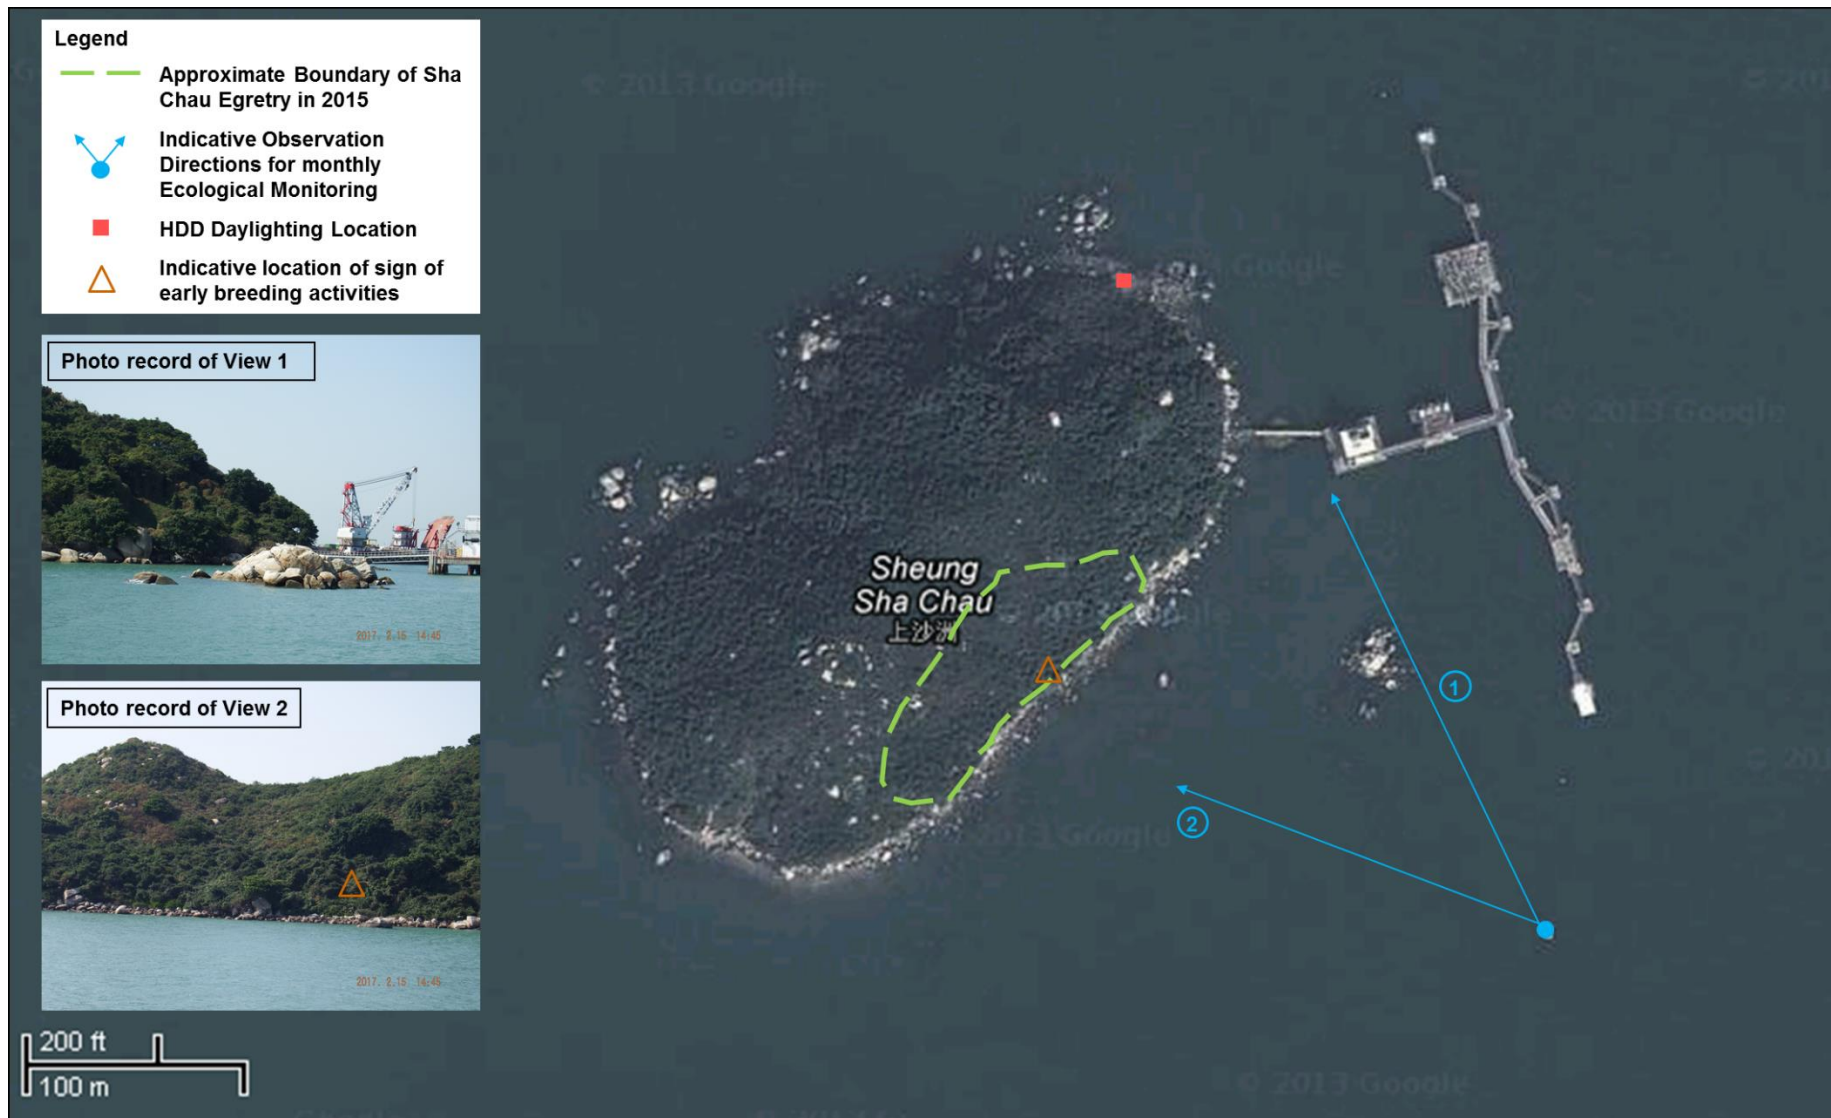 Legend
Approximate Boundary of Sha
Chau Egretry in 2015
Indicative Observation
Directions for monthly
Ecological Monitoring
HDD Daylighting Location
Indicative location of sign of
early breeding activities
Photo record of View 1
2017. 2.15 14:45
Photo record of View 2
2017. 2.15 14:45
200 ft
100 m
© 2013 Google
Google
© 2013 Google
Sheung
Sha Chau
上沙洲
1
2
2013 Google
© 2013 Google